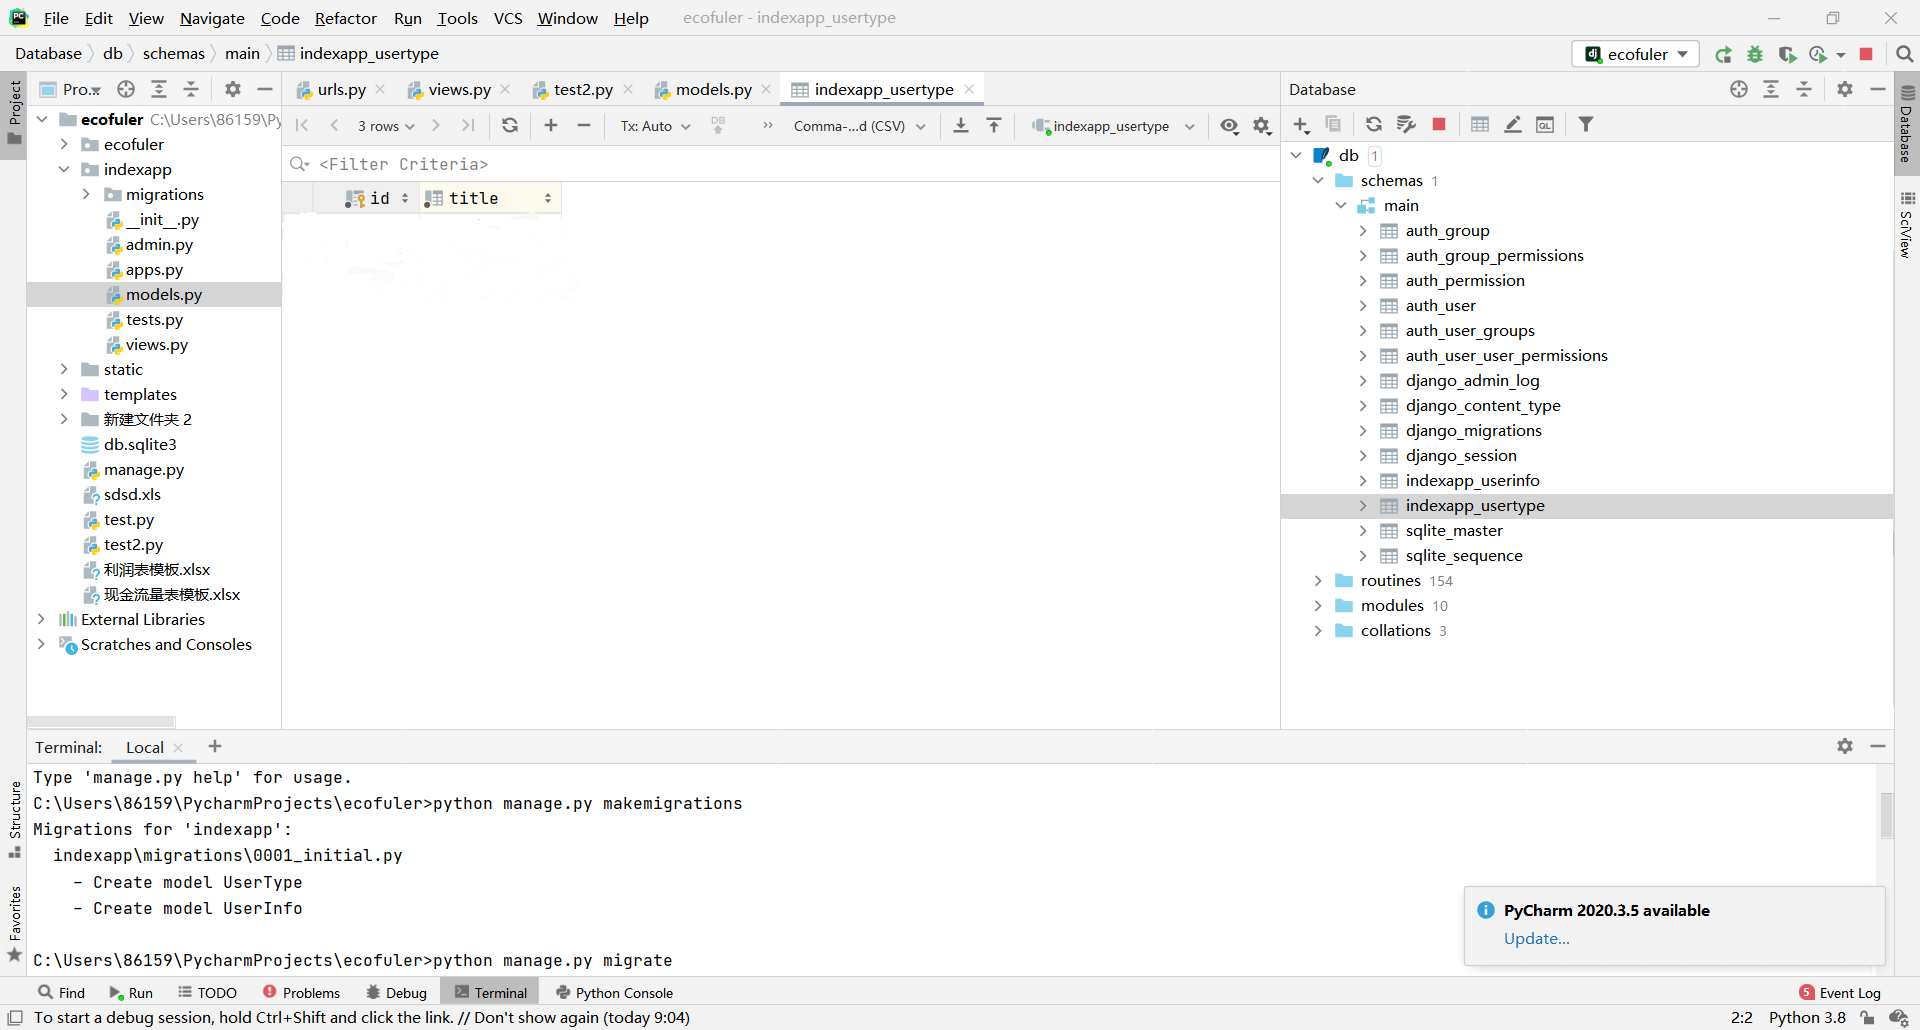 File Edit View Navigate Code Refactor Run Tools VCS Window Help ecofuler - indexapp_usertype
Database db schemas main indexapp_usertype ecofuler
Project Pro... urls.py views.py test2.py models.py indexapp_usertype Database
3 rows Tx: Auto DB Comma-...d (CSV) indexapp_usertype
<Filter Criteria>
id title
ecofuler C:\Users\86159\Py
ecofuler
indexapp
migrations
__init__.py
admin.py
apps.py
models.py
tests.py
views.py
static
templates
新建文件夹 2
db.sqlite3
manage.py
sdsd.xls
test.py
test2.py
利润表模板.xlsx
现金流量表模板.xlsx
External Libraries
Scratches and Consoles
db 1
schemas 1
main
auth_group
auth_group_permissions
auth_permission
auth_user
auth_user_groups
auth_user_user_permissions
django_admin_log
django_content_type
django_migrations
django_session
indexapp_userinfo
indexapp_usertype
sqlite_master
sqlite_sequence
routines 154
modules 10
collations 3
Database
SciView
Terminal: Local
Type 'manage.py help' for usage.
C:\Users\86159\PycharmProjects\ecofuler>python manage.py makemigrations
Migrations for 'indexapp':
indexapp\migrations\0001_initial.py
- Create model UserType
- Create model UserInfo
C:\Users\86159\PycharmProjects\ecofuler>python manage.py migrate
Structure
Favorites
PyCharm 2020.3.5 available
Update...
Find Run TODO Problems Debug Terminal Python Console 5 Event Log
To start a debug session, hold Ctrl+Shift and click the link. // Don't show again (today 9:04) 2:2 Python 3.8